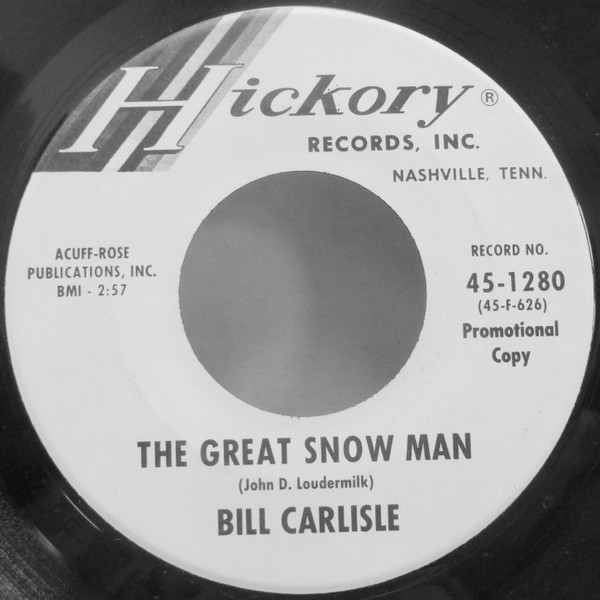 Hickory ®
RECORDS, INC.
NASHVILLE, TENN.
ACUFF-ROSE
PUBLICATIONS, INC.
BMI - 2:57
RECORD NO.
45-1280
(45-F-626)
Promotional
Copy
THE GREAT SNOW MAN
(John D. Loudermilk)
BILL CARLISLE